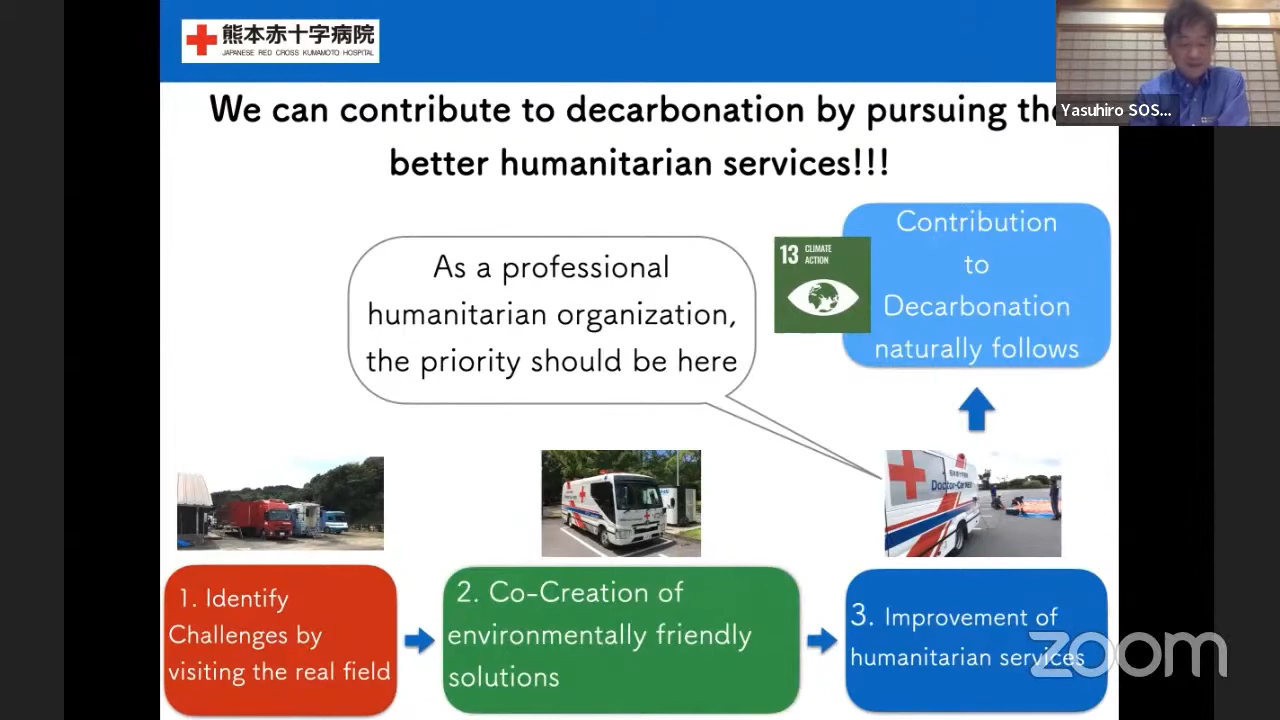 熊本赤十字病院
JAPANESE RED CROSS KUMAMOTO HOSPITAL
Yasuhiro SOS...
We can contribute to decarbonation by pursuing the
better humanitarian services!!!
As a professional
humanitarian organization,
the priority should be here
13 CLIMATE
ACTION
Contribution
to
Decarbonation
naturally follows
1. Identify
Challenges by
visiting the real field
2. Co-Creation of
environmentally friendly
solutions
3. Improvement of
humanitarian services
zoom